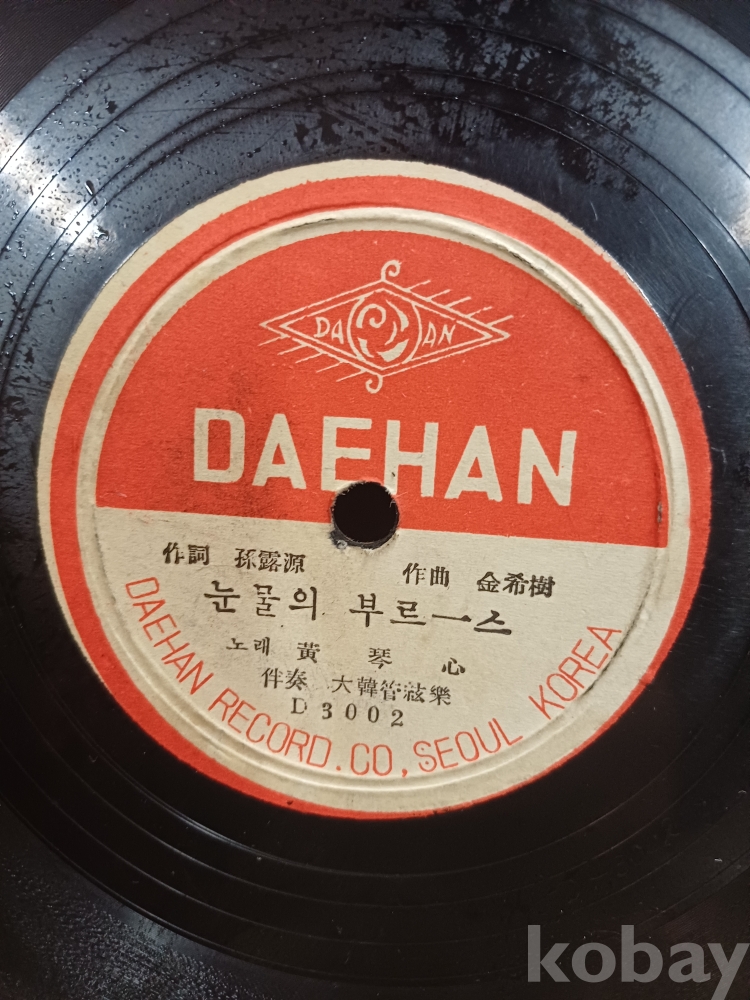 DA AN
DAEHAN
作詞 孫露源 作曲 金希樹
눈물의 부르ー스
노래 黃琴心
伴奏 大韓管絃樂
D 3002
DAEHAN RECORD. CO, SEOUL KOREA
kobay